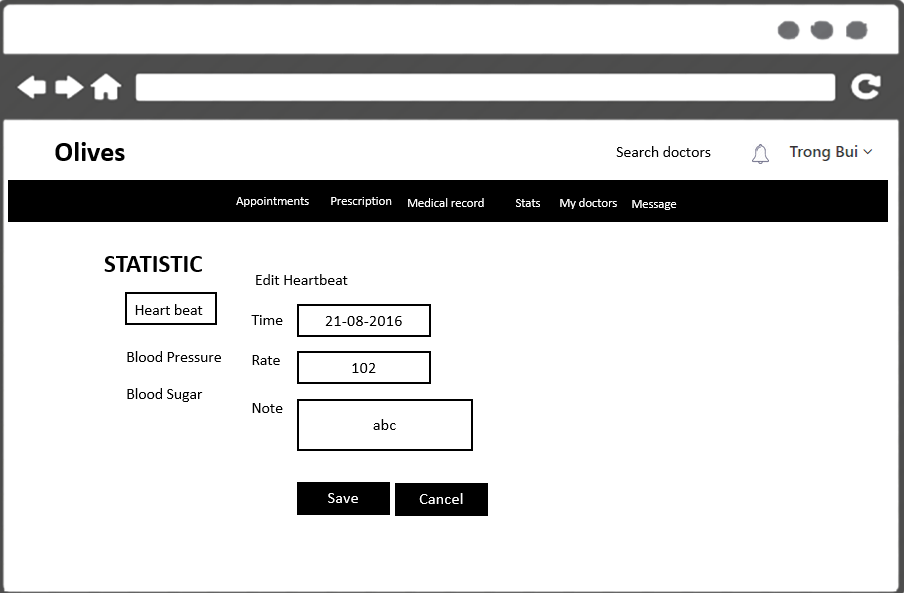 Olives
Search doctors
Trong Bui
Appointments Prescription Medical record Stats My doctors Message
STATISTIC
Edit Heartbeat
Heart beat
Time 21-08-2016
Blood Pressure
Rate 102
Blood Sugar
Note abc
Save Cancel